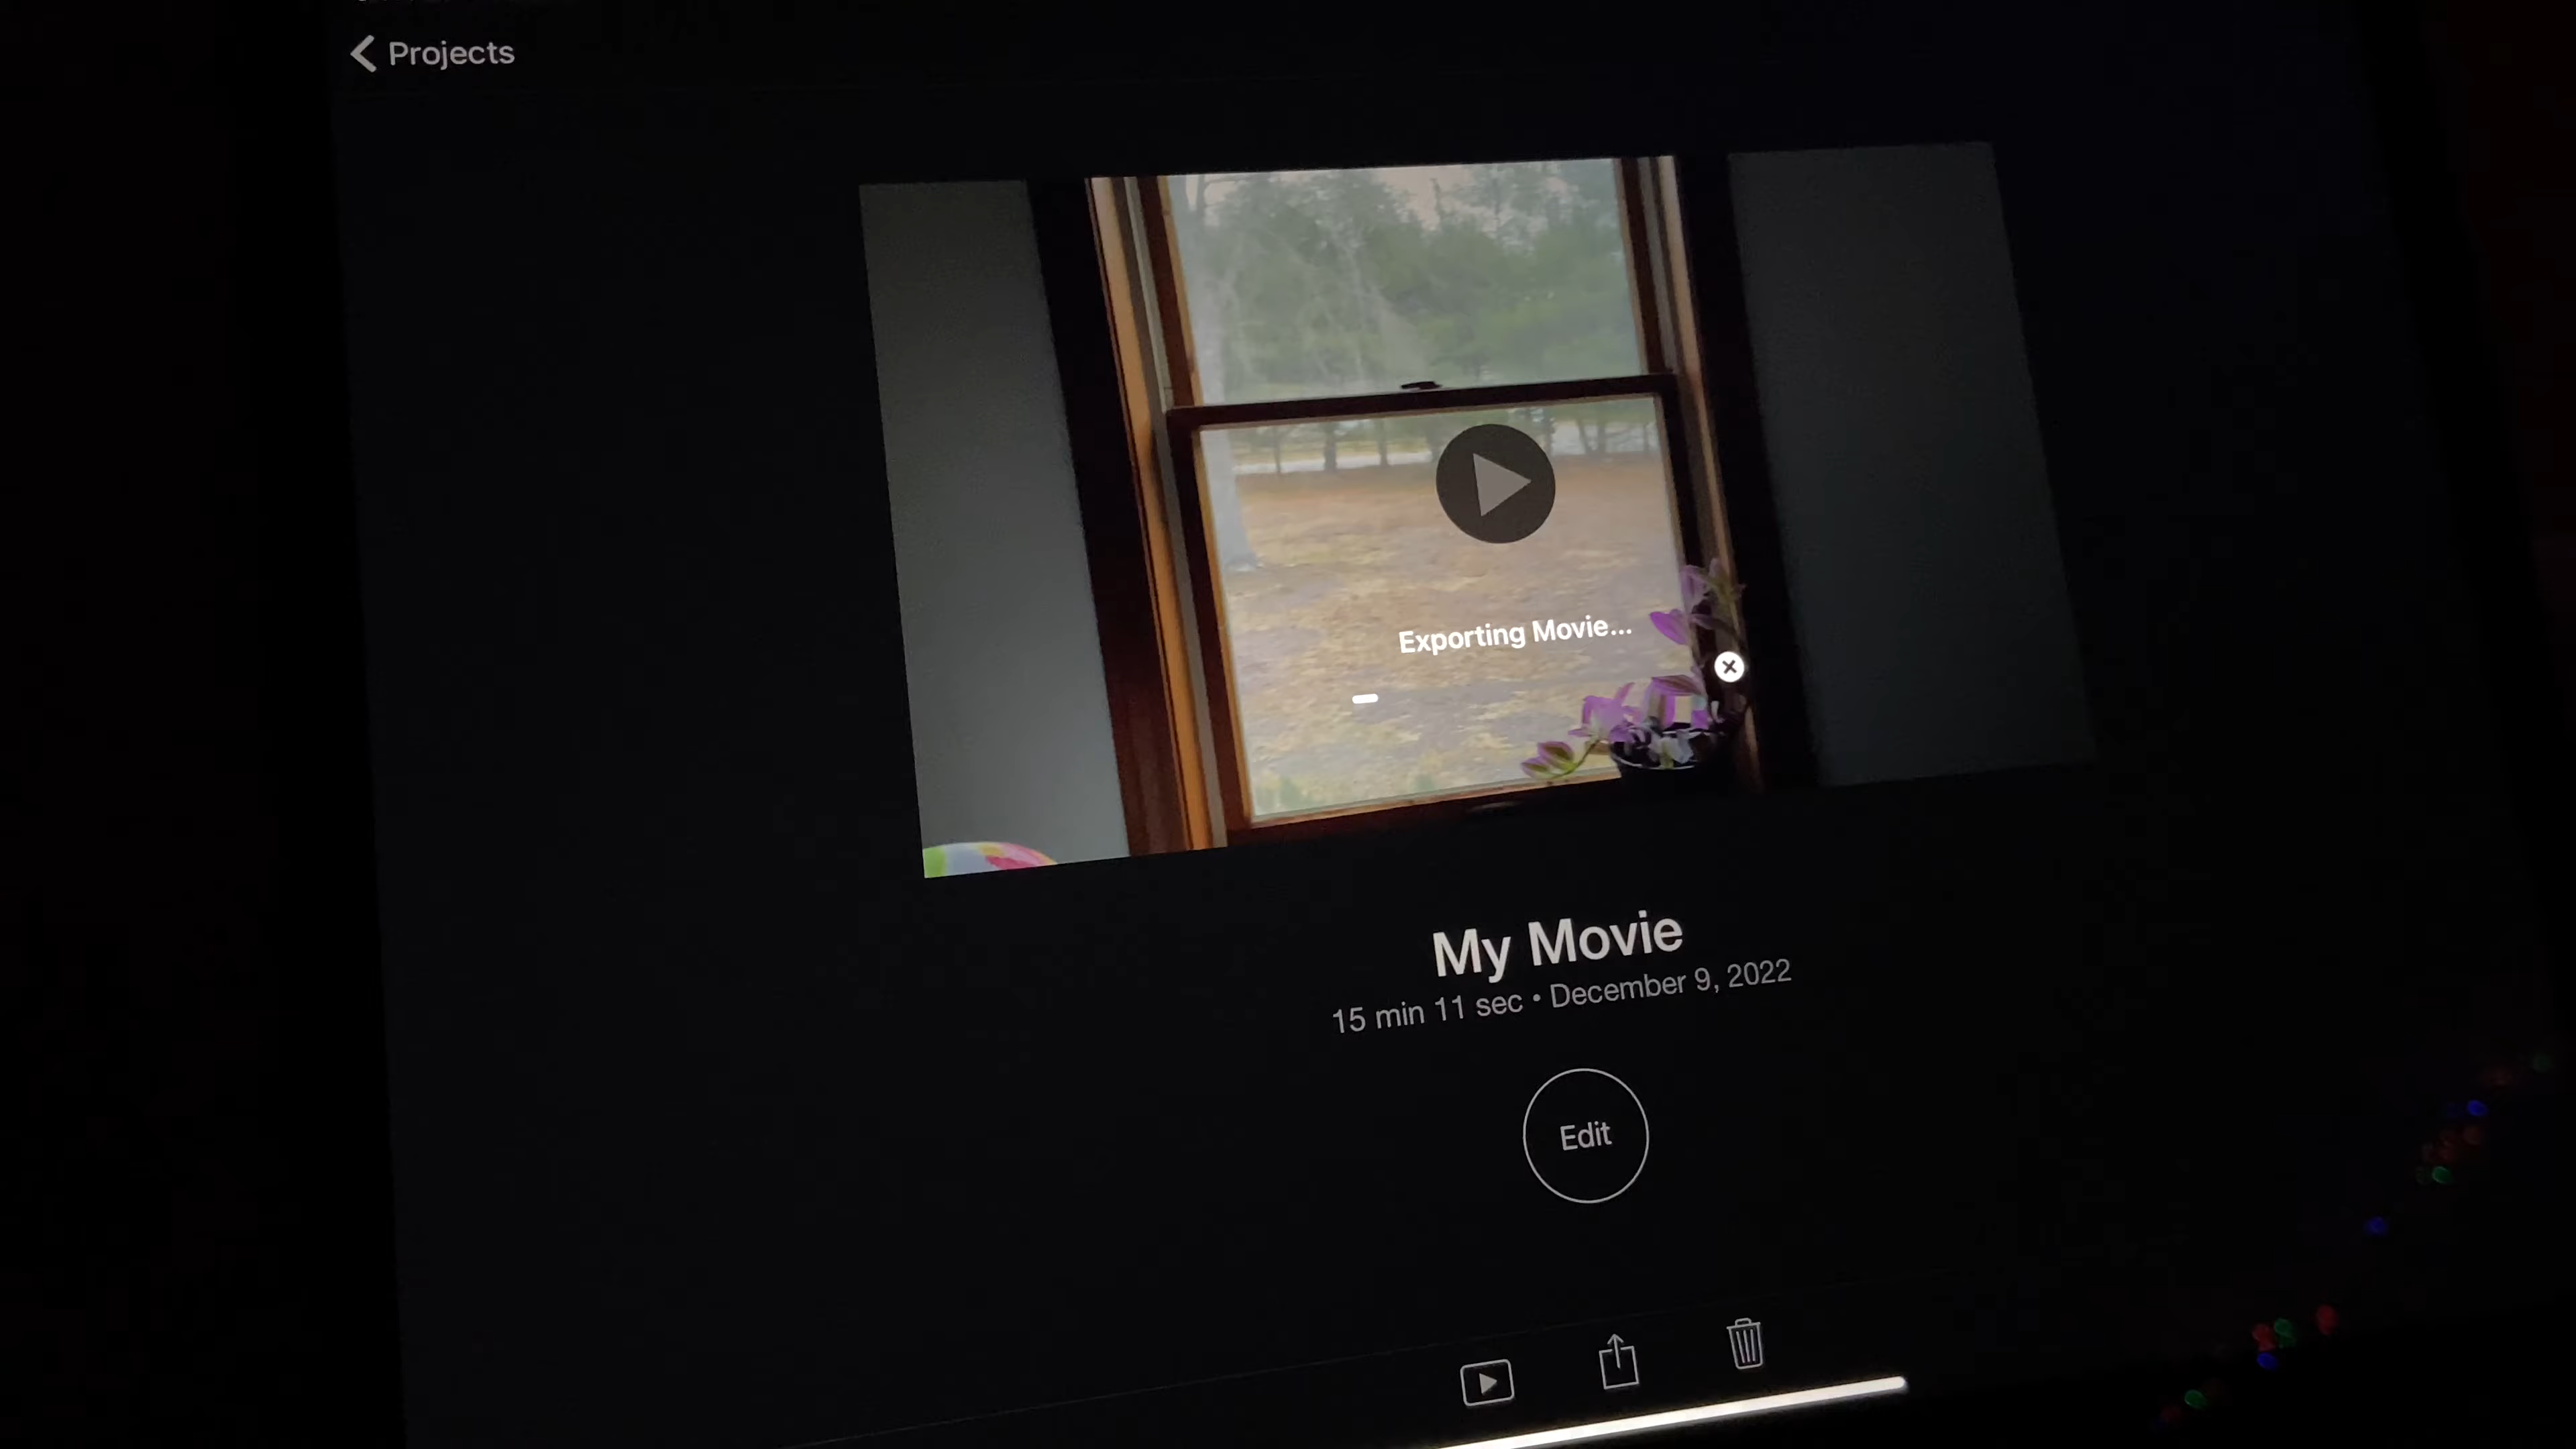 Projects
Exporting Movie...
My Movie
15 min 11 sec • December 9, 2022
Edit